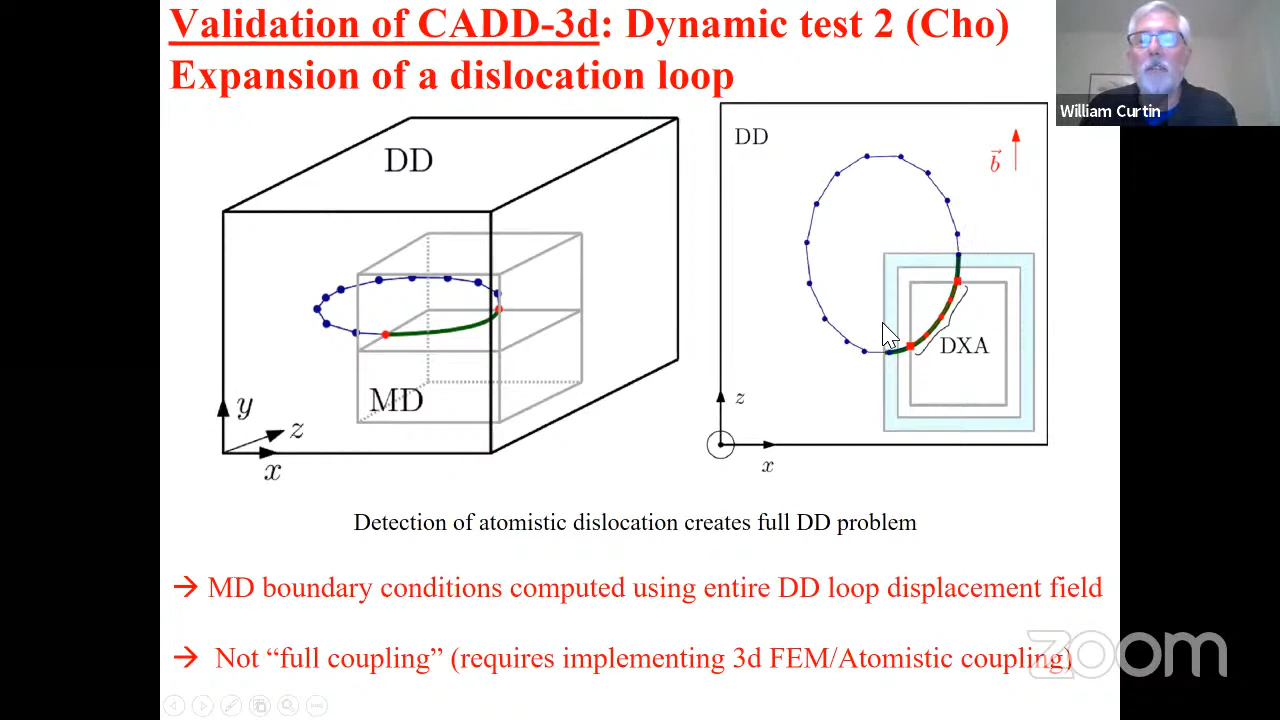 Validation of CADD-3d: Dynamic test 2 (Cho)
Expansion of a dislocation loop
William Curtin
DD
MD
y
z
x
DD
b
DXA
z
x
Detection of atomistic dislocation creates full DD problem
→ MD boundary conditions computed using entire DD loop displacement field
→ Not “full coupling” (requires implementing 3d FEM/Atomistic coupling)
zoom